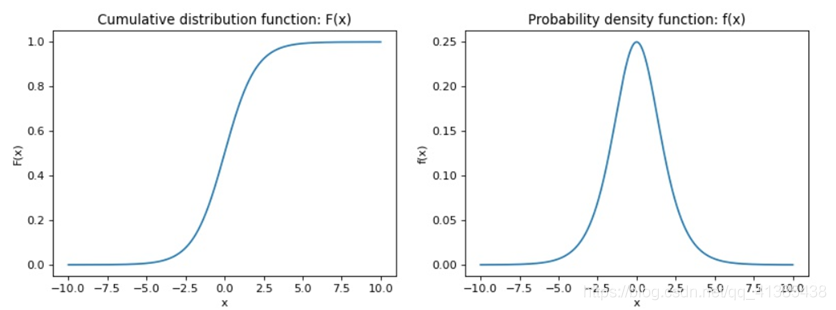 Cumulative distribution function: F(x)
1.0
0.8
0.6
0.4
0.2
0.0
F(x)
−10.0 −7.5 −5.0 −2.5 0.0 2.5 5.0 7.5 10.0
x
Probability density function: f(x)
0.25
0.20
0.15
0.10
0.05
0.00
f(x)
−10.0 −7.5 −5.0 −2.5 0.0 2.5 5.0 7.5 10.0
x